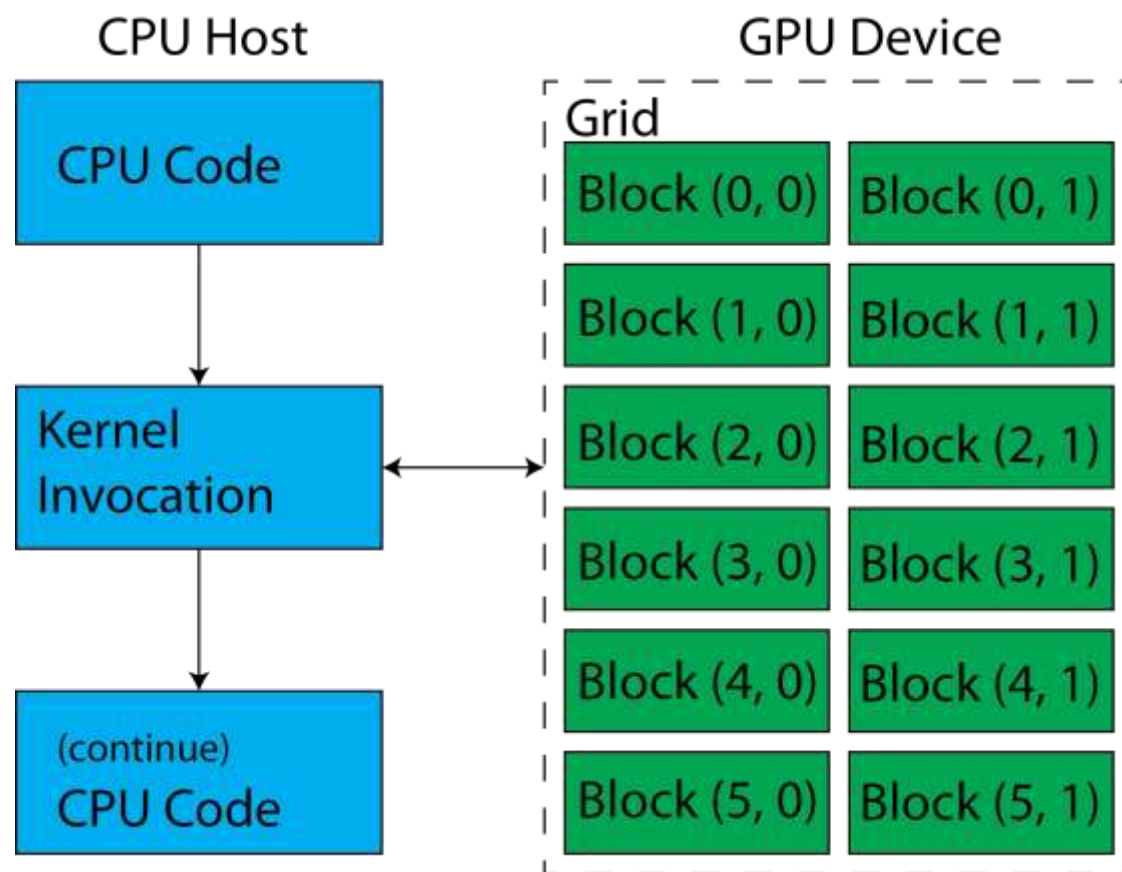 CPU Host
GPU Device
CPU Code
Kernel
Invocation
(continue)
CPU Code
Grid
Block (0, 0)
Block (0, 1)
Block (1, 0)
Block (1, 1)
Block (2, 0)
Block (2, 1)
Block (3, 0)
Block (3, 1)
Block (4, 0)
Block (4, 1)
Block (5, 0)
Block (5, 1)